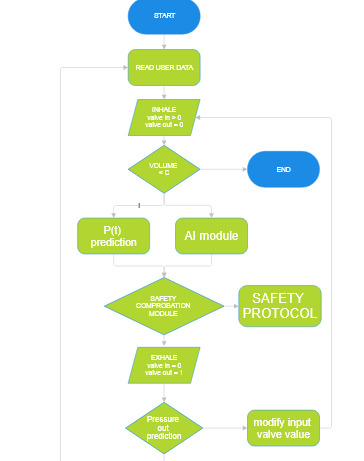 START
READ USER DATA
INHALE
valve in > 0
valve out = 0
VOLUME
< C
END
P(t)
prediction
AI module
SAFETY
COMPROBATION
MODULE
SAFETY
PROTOCOL
EXHALE
valve in = 0
valve out = 1
Pressure
out
prediction
modify input
valve value